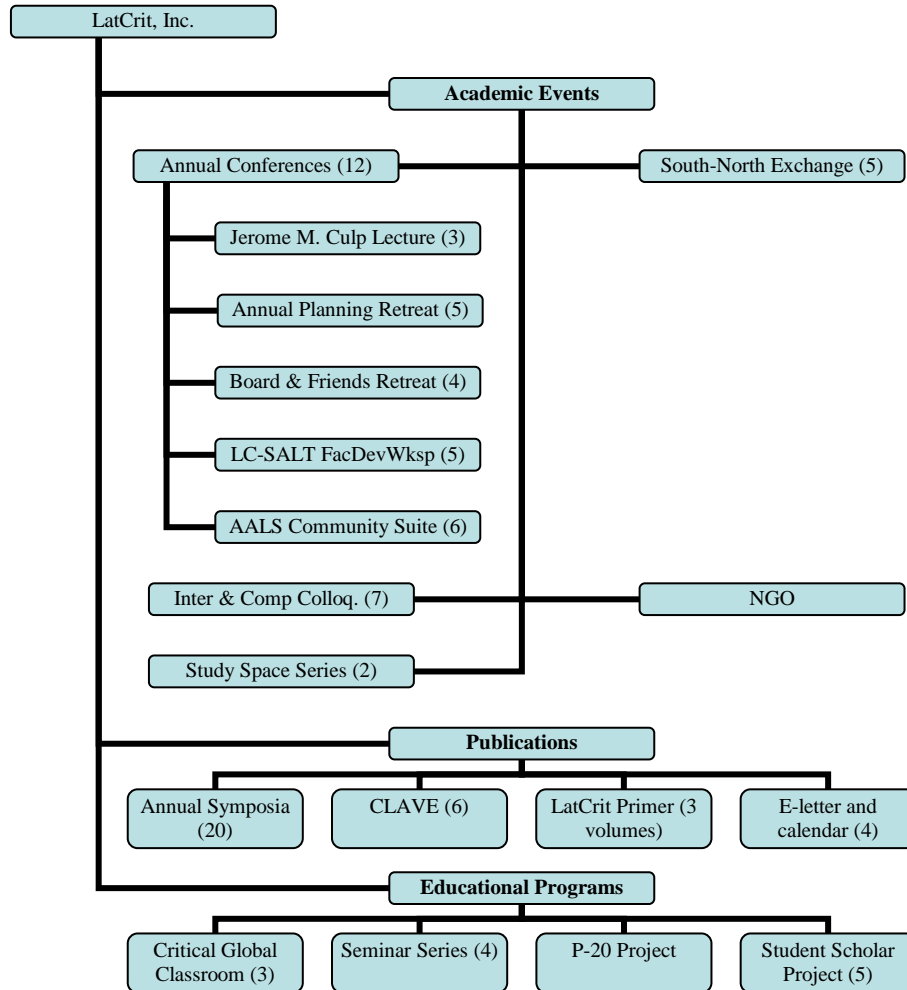 LatCrit, Inc.
Academic Events
Annual Conferences (12)
South-North Exchange (5)
Jerome M. Culp Lecture (3)
Annual Planning Retreat (5)
Board & Friends Retreat (4)
LC-SALT FacDevWksp (5)
AALS Community Suite (6)
Inter & Comp Colloq. (7)
NGO
Study Space Series (2)
Publications
Annual Symposia
(20)
CLAVE (6)
LatCrit Primer (3
volumes)
E-letter and
calendar (4)
Educational Programs
Critical Global
Classroom (3)
Seminar Series (4)
P-20 Project
Student Scholar
Project (5)